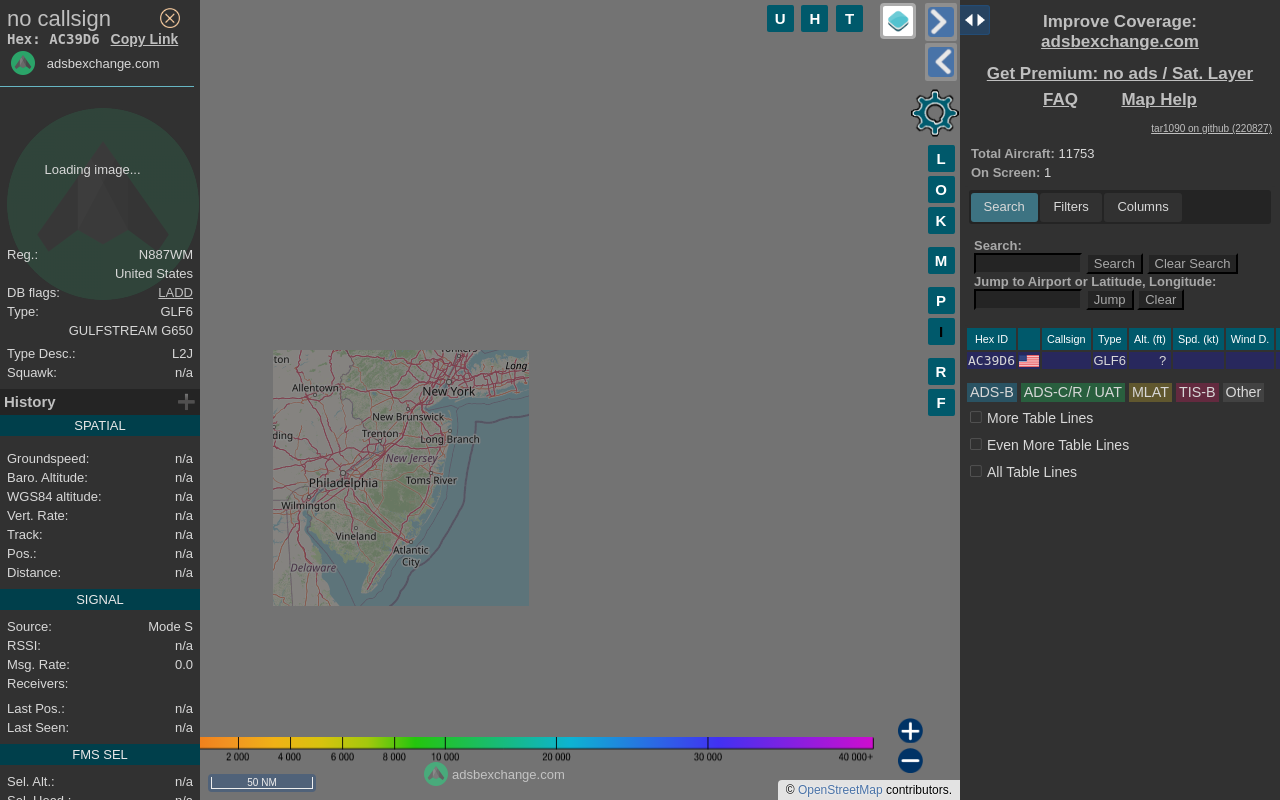 no callsign
Hex: AC39D6 Copy Link
adsbexchange.com
Loading image...
Reg.: N887WM
United States
DB flags: LADD
Type: GLF6
GULFSTREAM G650
Type Desc.: L2J
Squawk: n/a
History
SPATIAL
Groundspeed: n/a
Baro. Altitude: n/a
WGS84 altitude: n/a
Vert. Rate: n/a
Track: n/a
Pos.: n/a
Distance: n/a
SIGNAL
Source: Mode S
RSSI: n/a
Msg. Rate: 0.0
Receivers:
Last Pos.: n/a
Last Seen: n/a
FMS SEL
Sel. Alt.: n/a
Sel. Head.: n/a
U H T
L
O
K
M
P
I
R
F
ton
Long
Allentown
New York
New Brunswick
ding
Trenton
Long Branch
New Jersey
Philadelphia
Toms River
Wilmington
Vineland
Atlantic
City
Delaware
2 000 4 000 6 000 8 000 10 000 20 000 30 000 40 000+
adsbexchange.com
50 NM
© OpenStreetMap contributors.
Improve Coverage:
adsbexchange.com
Get Premium: no ads / Sat. Layer
FAQ Map Help
tar1090 on github (220827)
Total Aircraft: 11753
On Screen: 1
Search Filters Columns
Search:
Search Clear Search
Jump to Airport or Latitude, Longitude:
Jump Clear
Hex ID Callsign Type Alt. (ft) Spd. (kt) Wind D.
AC39D6 GLF6 ?
ADS-B ADS-C/R / UAT MLAT TIS-B Other
More Table Lines
Even More Table Lines
All Table Lines